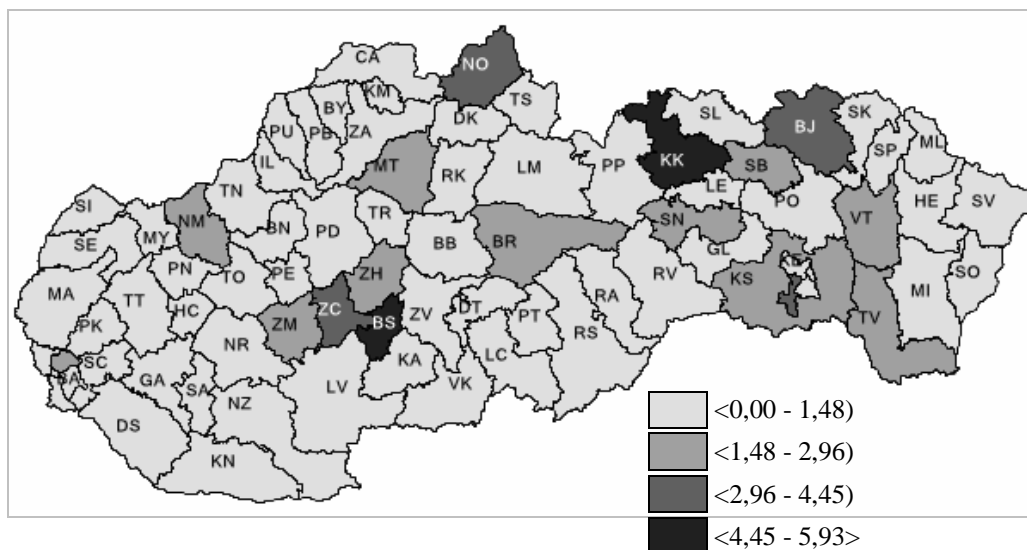 CA
NO
KM
TS
BY
PU
PB
ZA
DK
SL
SK
BJ
ML
SP
IL
MT
RK
LM
PP
KK
SB
LE
TN
PO
HE
SV
SI
NM
TR
SN
VT
MY
BN
PD
BB
BR
SE
GL
PN
TO
PE
ZH
RV
KS
KE
SO
MA
TT
HC
ZC
BS
ZV
DT
PT
RA
MI
PK
ZM
TV
NR
RS
SC
KA
LC
BA
GA
SA
LV
VK
NZ
DS
KN
<0,00 - 1,48)
<1,48 - 2,96)
<2,96 - 4,45)
<4,45 - 5,93>